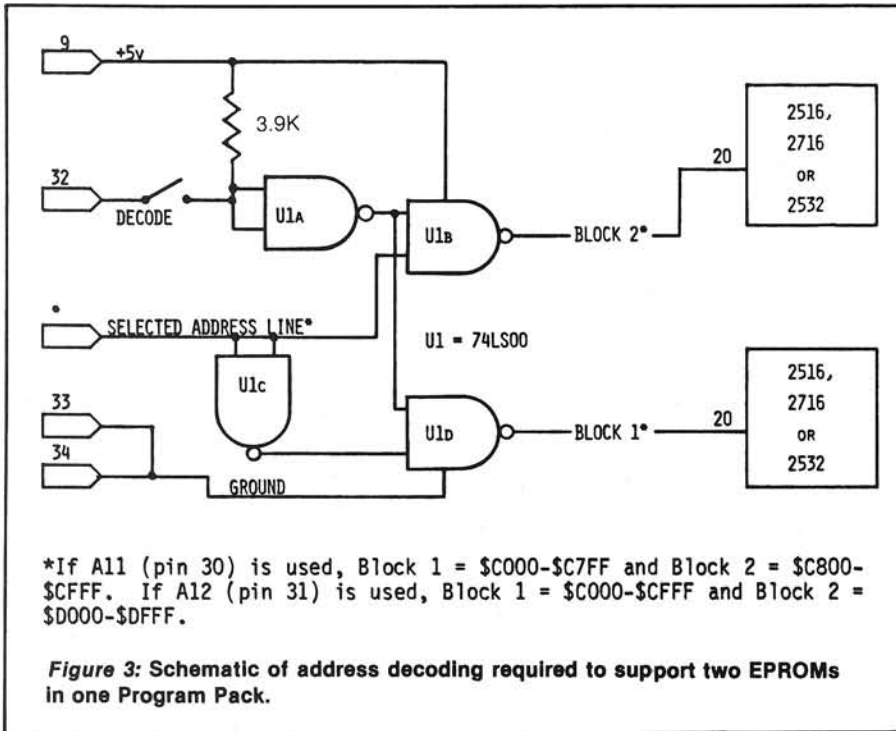 9 +5v
3.9K
32
DECODE
U1A
U1B
BLOCK 2*
20
2516,
2716
OR
2532
* SELECTED ADDRESS LINE*
U1 = 74LS00
U1C
33
34
GROUND
U1D
BLOCK 1*
20
2516,
2716
OR
2532
*If A11 (pin 30) is used, Block 1 = $C000-$C7FF and Block 2 = $C800-
$CFFF. If A12 (pin 31) is used, Block 1 = $C000-$CFFF and Block 2 =
$D000-$DFFF.
Figure 3: Schematic of address decoding required to support two EPROMs
in one Program Pack.